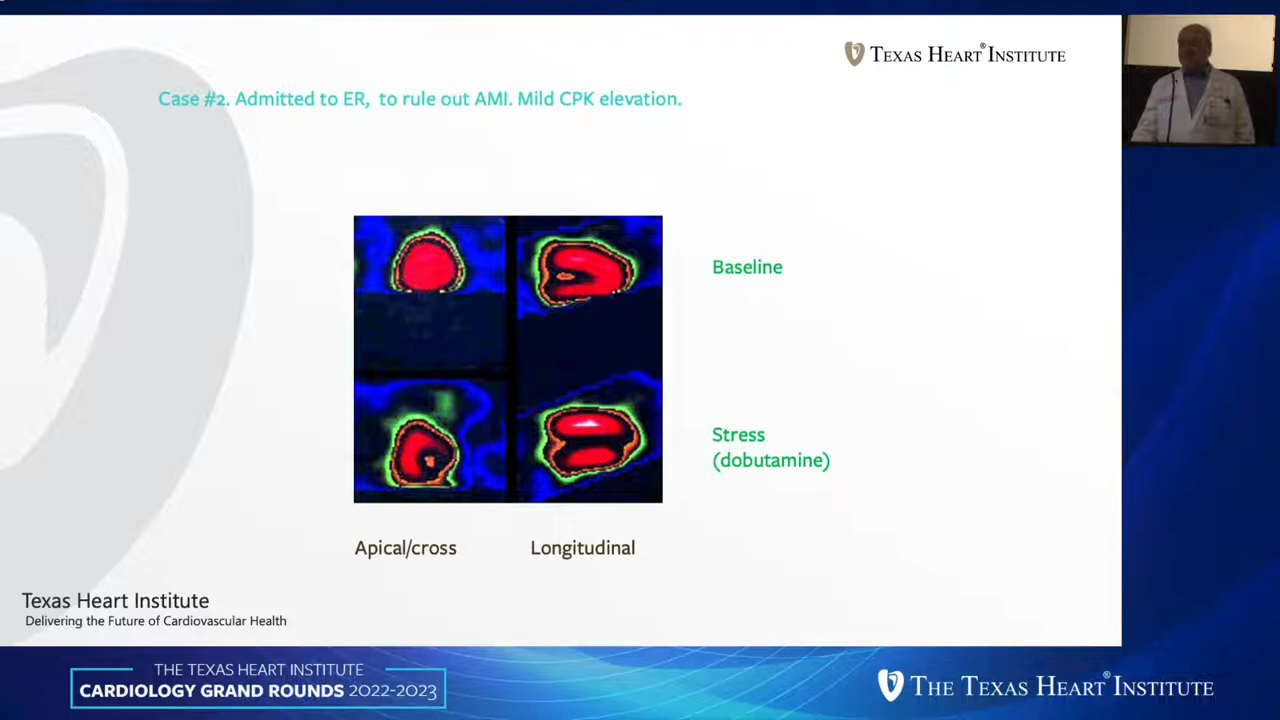 TEXAS HEART® INSTITUTE
Case #2. Admitted to ER, to rule out AMI. Mild CPK elevation.
Baseline
Stress
(dobutamine)
Apical/cross
Longitudinal
Texas Heart Institute
Delivering the Future of Cardiovascular Health
THE TEXAS HEART INSTITUTE
CARDIOLOGY GRAND ROUNDS 2022-2023
THE TEXAS HEART® INSTITUTE